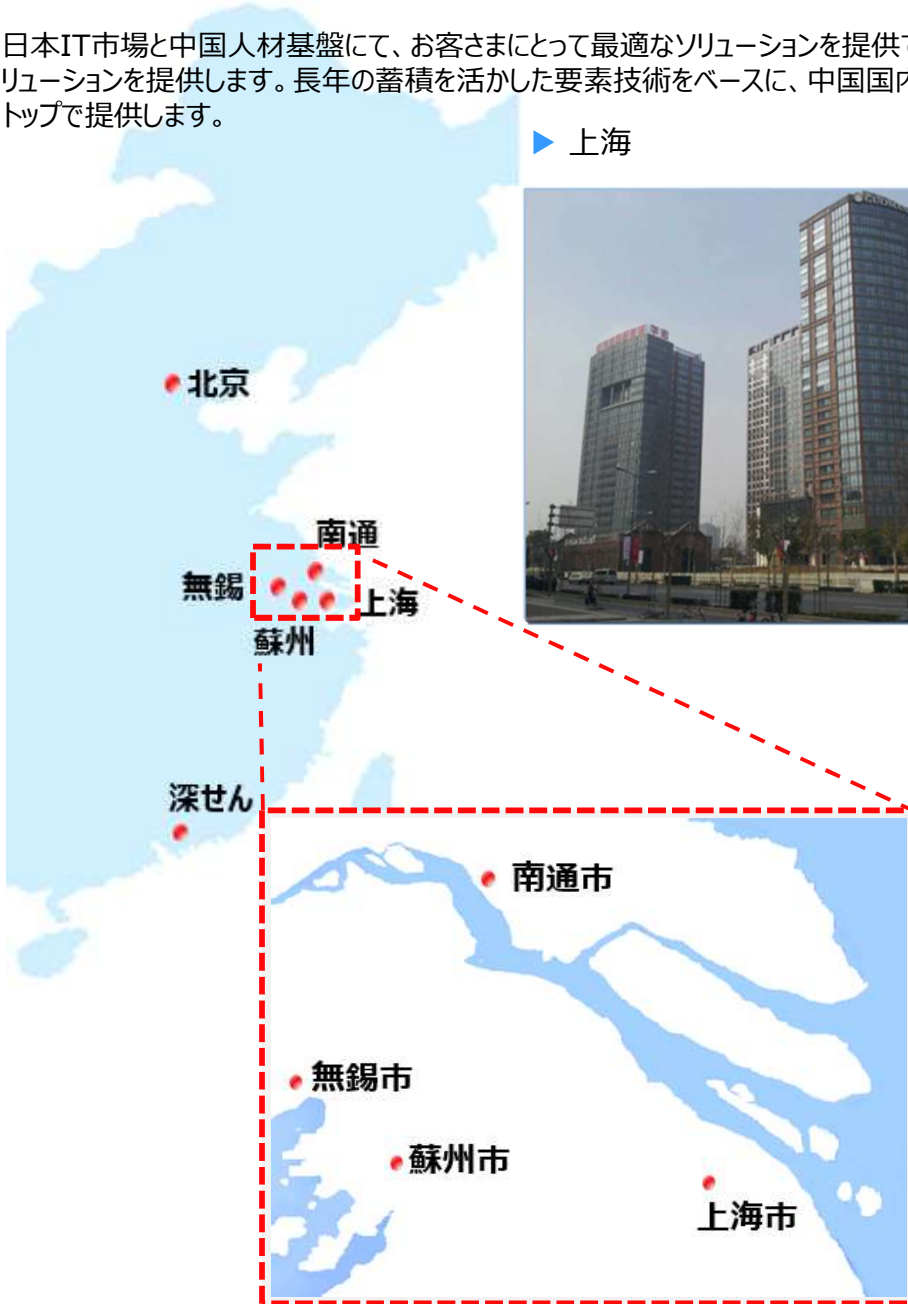 日本IT市場と中国人材基盤にて、お客さまにとって最適なソリューションを提供で
リューションを提供します。長年の蓄積を活かした要素技術をベースに、中国国内
トップで提供します。
▶ 上海
北京
南通
無錫
上海
蘇州
深せん
南通市
無錫市
蘇州市
上海市